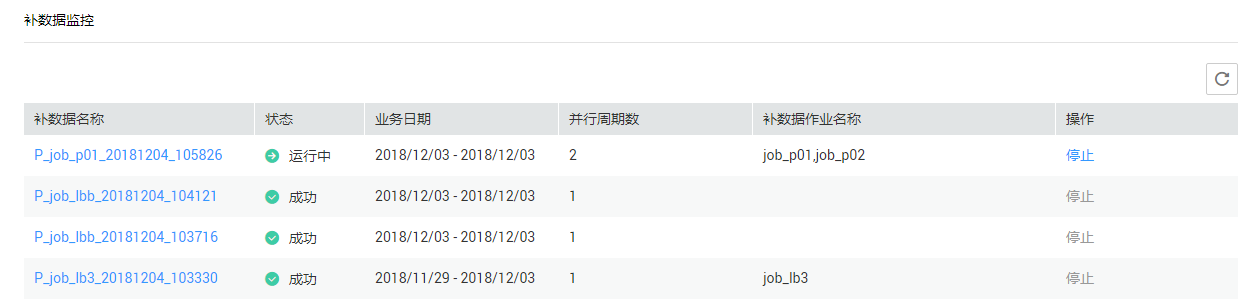 补数据监控
补数据名称 状态 业务日期 并行周期数 补数据作业名称 操作
P_job_p01_20181204_105826 运行中 2018/12/03 - 2018/12/03 2 job_p01,job_p02 停止
P_job_lbb_20181204_104121 成功 2018/12/03 - 2018/12/03 1 停止
P_job_lbb_20181204_103716 成功 2018/12/03 - 2018/12/03 1 停止
P_job_lb3_20181204_103330 成功 2018/11/29 - 2018/12/03 1 job_lb3 停止